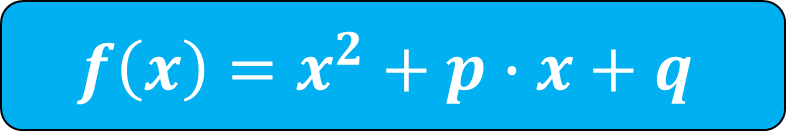 f(x) = x² + p · x + q